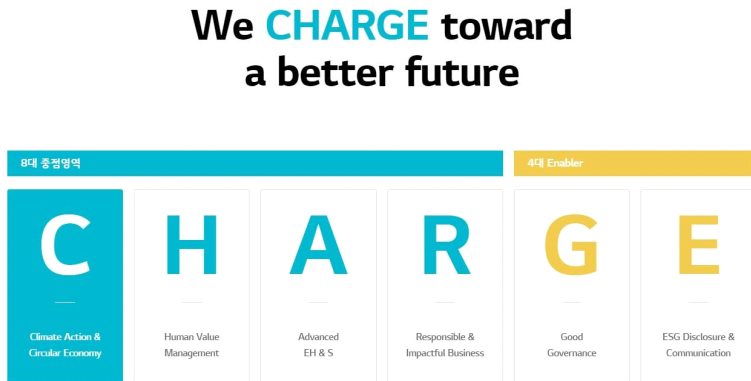 We CHARGE toward
a better future
8대 중점영역
4대 Enabler
C
H
A
R
G
E
Climate Action &
Circular Economy
Human Value
Management
Advanced
EH & S
Responsible &
Impactful Business
Good
Governance
ESG Disclosure &
Communication